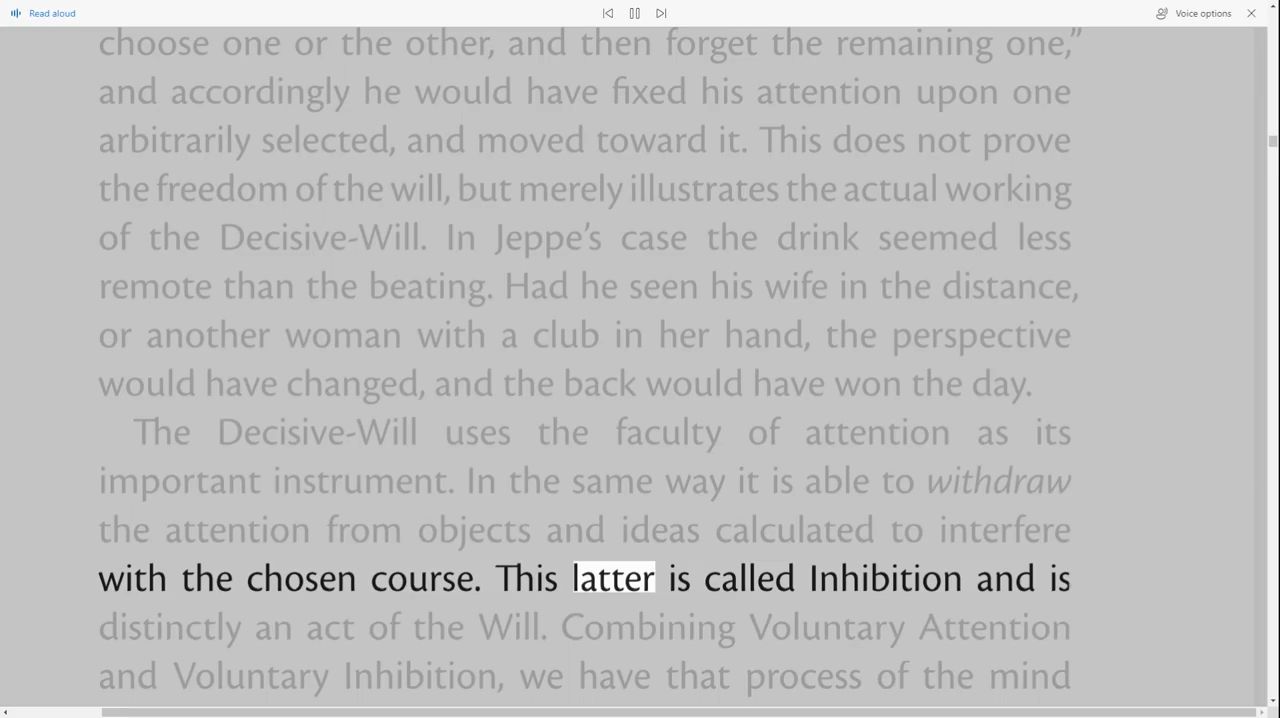 Read aloud
Voice options
choose one or the other, and then forget the remaining one,”
and accordingly he would have fixed his attention upon one
arbitrarily selected, and moved toward it. This does not prove
the freedom of the will, but merely illustrates the actual working
of the Decisive-Will. In Jeppe’s case the drink seemed less
remote than the beating. Had he seen his wife in the distance,
or another woman with a club in her hand, the perspective
would have changed, and the back would have won the day.
The Decisive-Will uses the faculty of attention as its
important instrument. In the same way it is able to withdraw
the attention from objects and ideas calculated to interfere
with the chosen course. This latter is called Inhibition and is
distinctly an act of the Will. Combining Voluntary Attention
and Voluntary Inhibition, we have that process of the mind